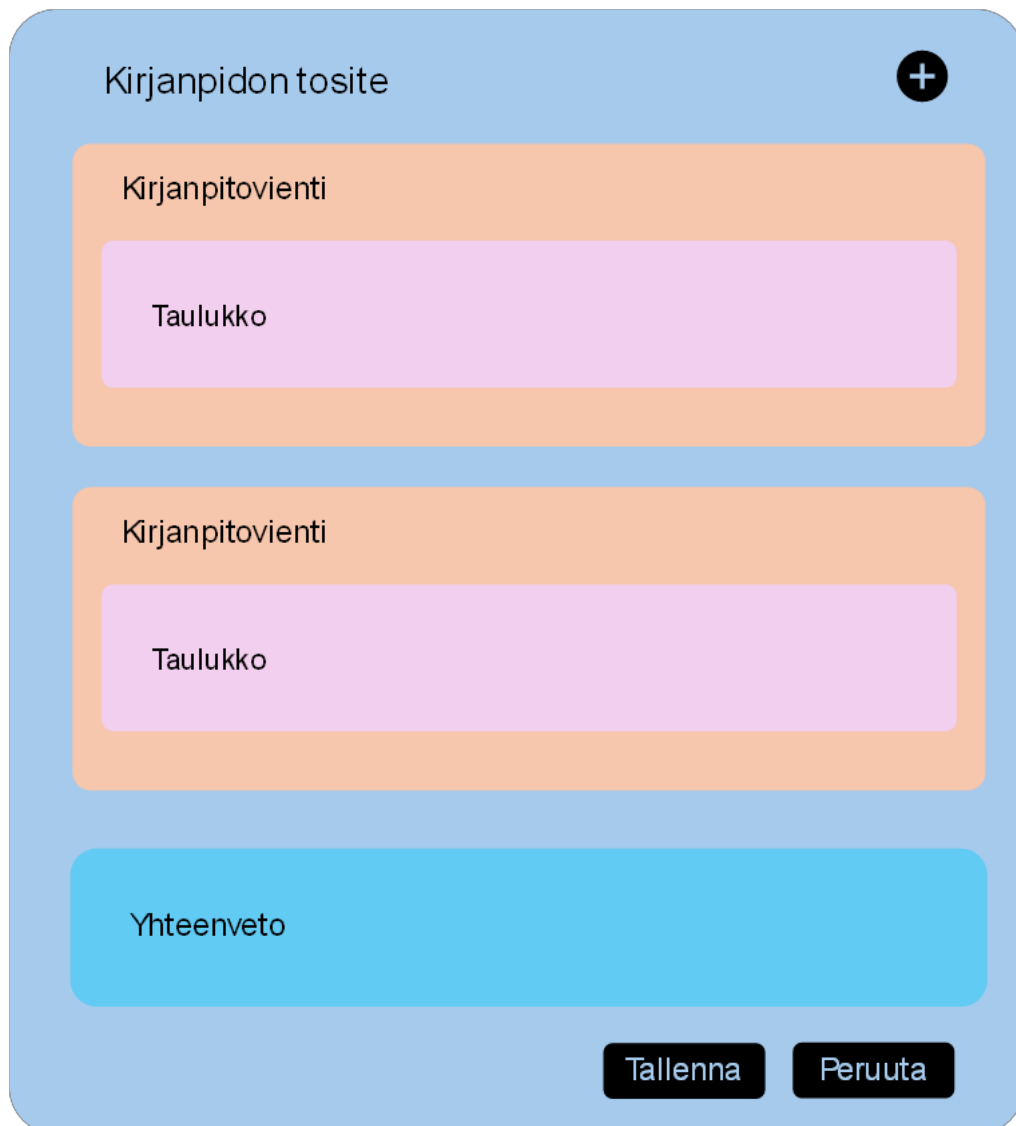 Kirjanpidon tosite
+
Kirjanpitovienti
Taulukko
Kirjanpitovienti
Taulukko
Yhteenveto
Tallenna Peruuta